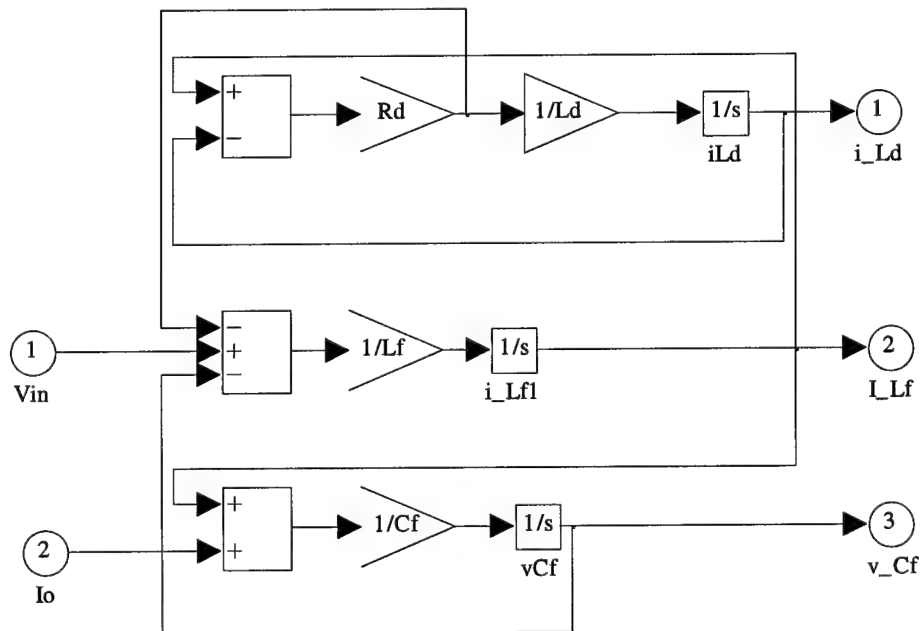 +
−
Rd
1/Ld
1/s
iLd
1
i_Ld
−
+
−
1
Vin
1/Lf
1/s
i_Lf1
2
I_Lf
+
+
2
Io
1/Cf
1/s
vCf
3
v_Cf